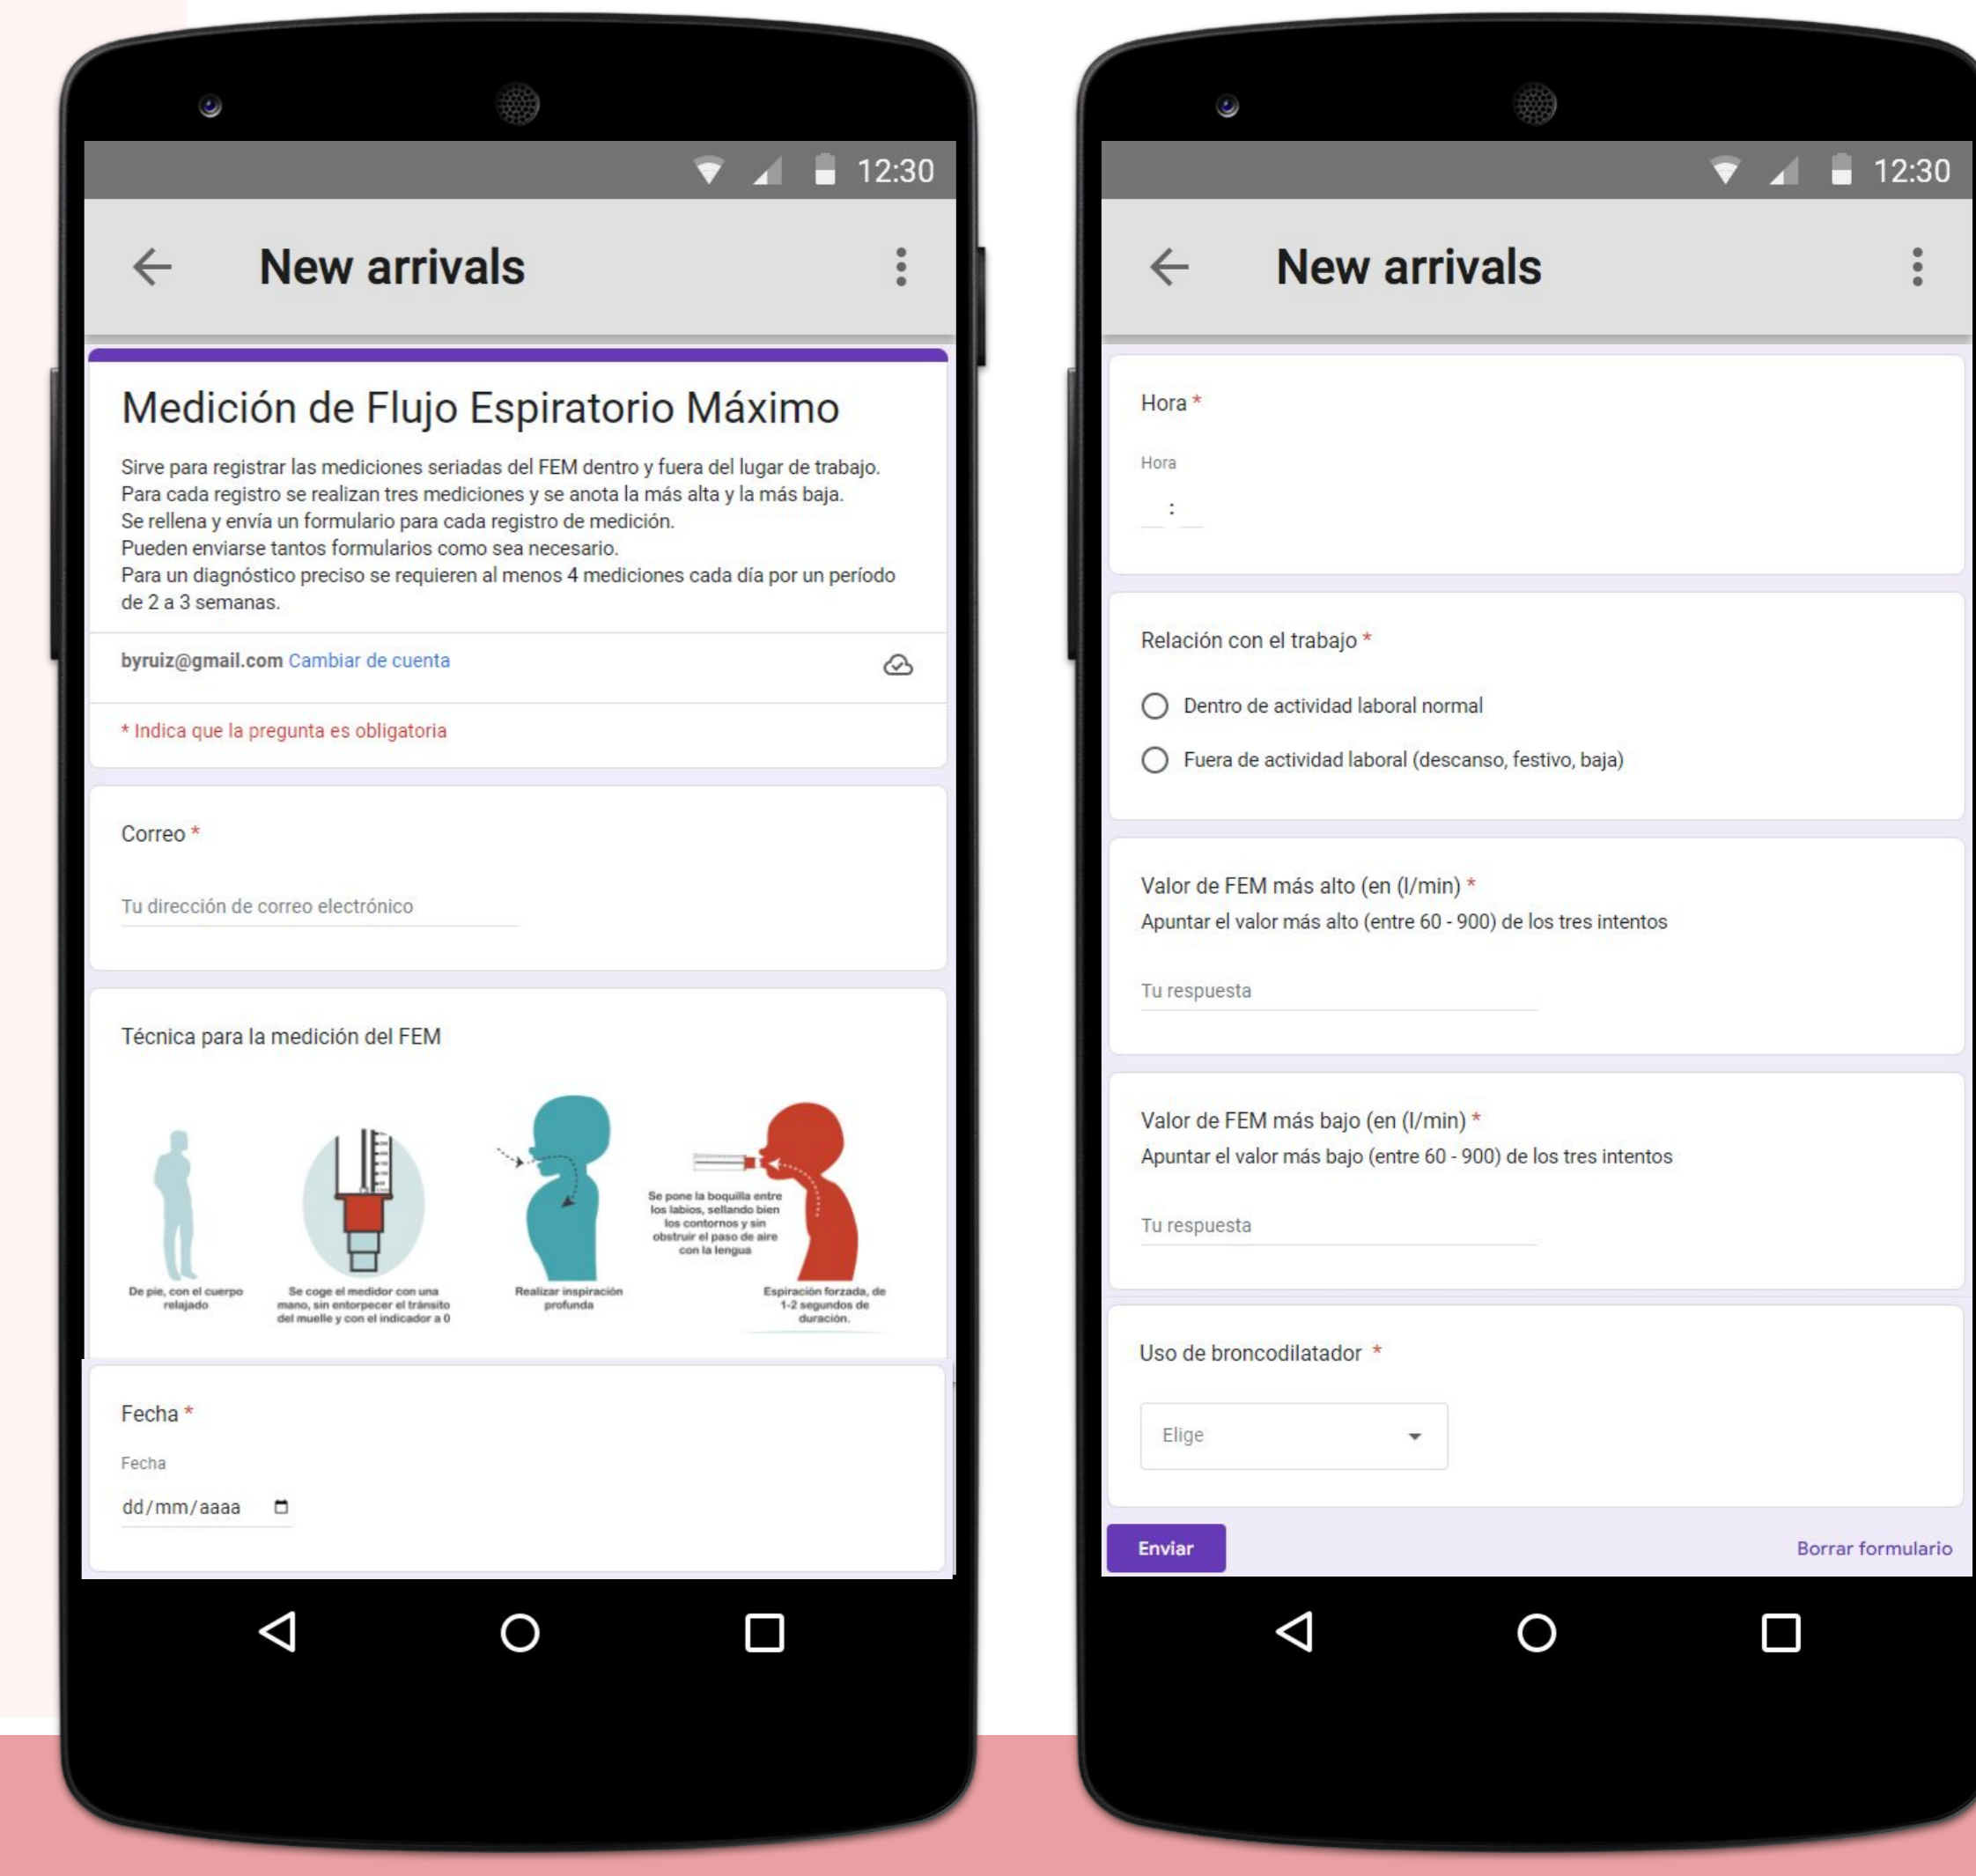 12:30
New arrivals
Medición de Flujo Espiratorio Máximo
Sirve para registrar las mediciones seriadas del FEM dentro y fuera del lugar de trabajo.
Para cada registro se realizan tres mediciones y se anota la más alta y la más baja.
Se rellena y envía un formulario para cada registro de medición.
Pueden enviarse tantos formularios como sea necesario.
Para un diagnóstico preciso se requieren al menos 4 mediciones cada día por un período
de 2 a 3 semanas.
byruiz@gmail.com Cambiar de cuenta
* Indica que la pregunta es obligatoria
Correo *
Tu dirección de correo electrónico
Técnica para la medición del FEM
De pie, con el cuerpo
relajado
Se coge el medidor con una
mano, sin entorpecer el tránsito
del muelle y con el indicador a 0
Realizar inspiración
profunda
Se pone la boquilla entre
los labios, sellando bien
los contornos y sin
obstruir el paso de aire
con la lengua
Espiración forzada, de
1-2 segundos de
duración.
Fecha *
Fecha
dd/mm/aaaa
12:30
New arrivals
Hora *
Hora
:
Relación con el trabajo *
Dentro de actividad laboral normal
Fuera de actividad laboral (descanso, festivo, baja)
Valor de FEM más alto (en (l/min) *
Apuntar el valor más alto (entre 60 - 900) de los tres intentos
Tu respuesta
Valor de FEM más bajo (en (l/min) *
Apuntar el valor más bajo (entre 60 - 900) de los tres intentos
Tu respuesta
Uso de broncodilatador *
Elige
Enviar
Borrar formulario